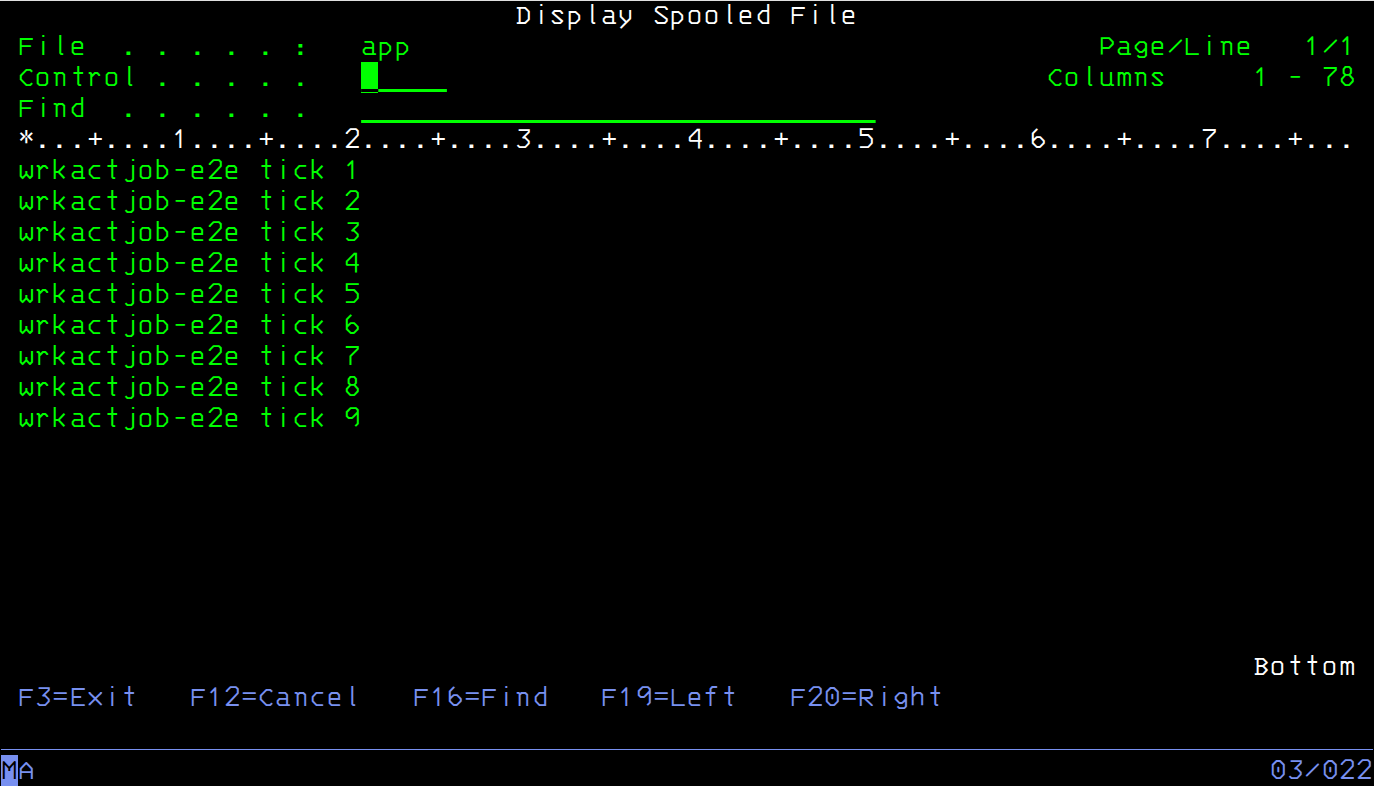 Display Spooled File
File . . . . . : app Page/Line 1/1
Control . . . . . Columns 1 - 78
Find . . . . . .
*...+....1....+....2....+....3....+....4....+....5....+....6....+....7....+...
wrkactjob-e2e tick 1
wrkactjob-e2e tick 2
wrkactjob-e2e tick 3
wrkactjob-e2e tick 4
wrkactjob-e2e tick 5
wrkactjob-e2e tick 6
wrkactjob-e2e tick 7
wrkactjob-e2e tick 8
wrkactjob-e2e tick 9
Bottom
F3=Exit F12=Cancel F16=Find F19=Left F20=Right
MA 03/022